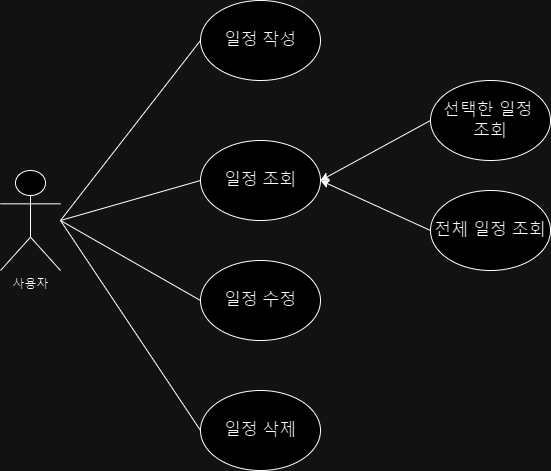 일정 작성
선택한 일정
조회
일정 조회
전체 일정 조회
사용자
일정 수정
일정 삭제